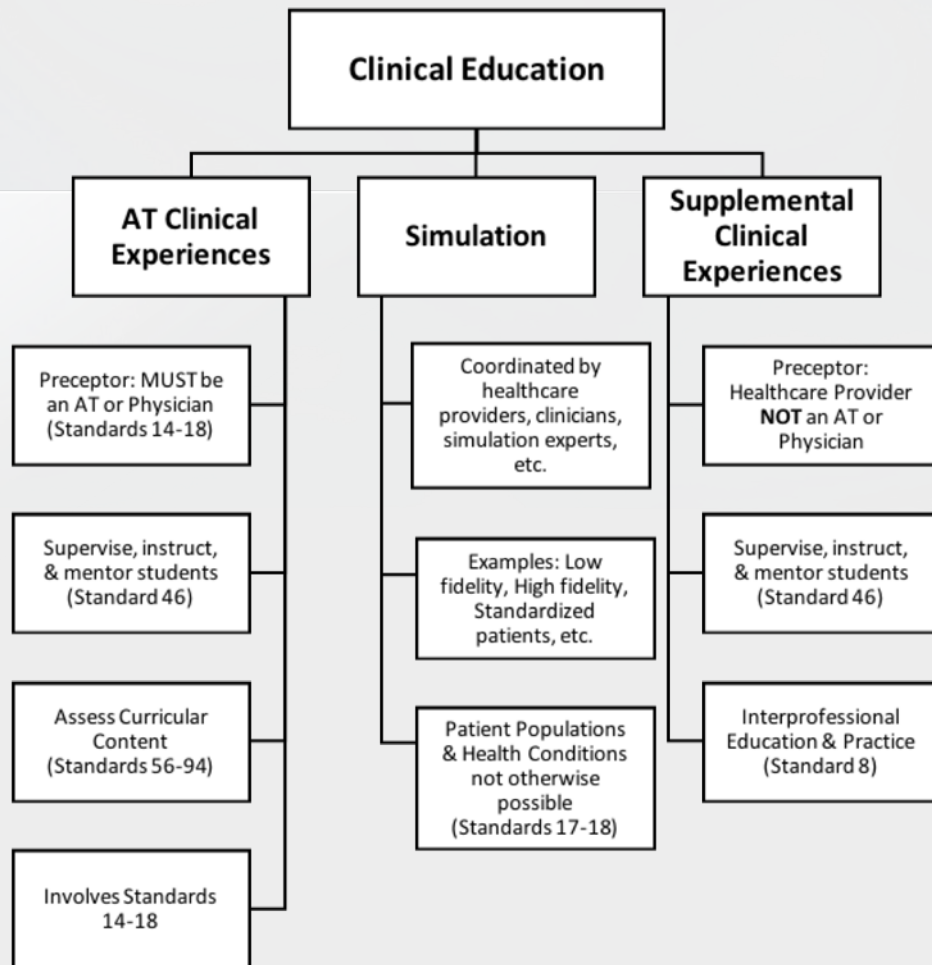 Clinical Education
AT Clinical
Experiences
Simulation
Supplemental
Clinical
Experiences
Preceptor: MUST be
an AT or Physician
(Standards 14-18)
Supervise, instruct,
& mentor students
(Standard 46)
Assess Curricular
Content
(Standards 56-94)
Involves Standards
14-18
Coordinated by
healthcare
providers, clinicians,
simulation experts,
etc.
Examples: Low
fidelity, High fidelity,
Standardized
patients, etc.
Patient Populations
& Health Conditions
not otherwise
possible
(Standards 17-18)
Preceptor:
Healthcare Provider
NOT an AT or
Physician
Supervise, instruct,
& mentor students
(Standard 46)
Interprofessional
Education & Practice
(Standard 8)